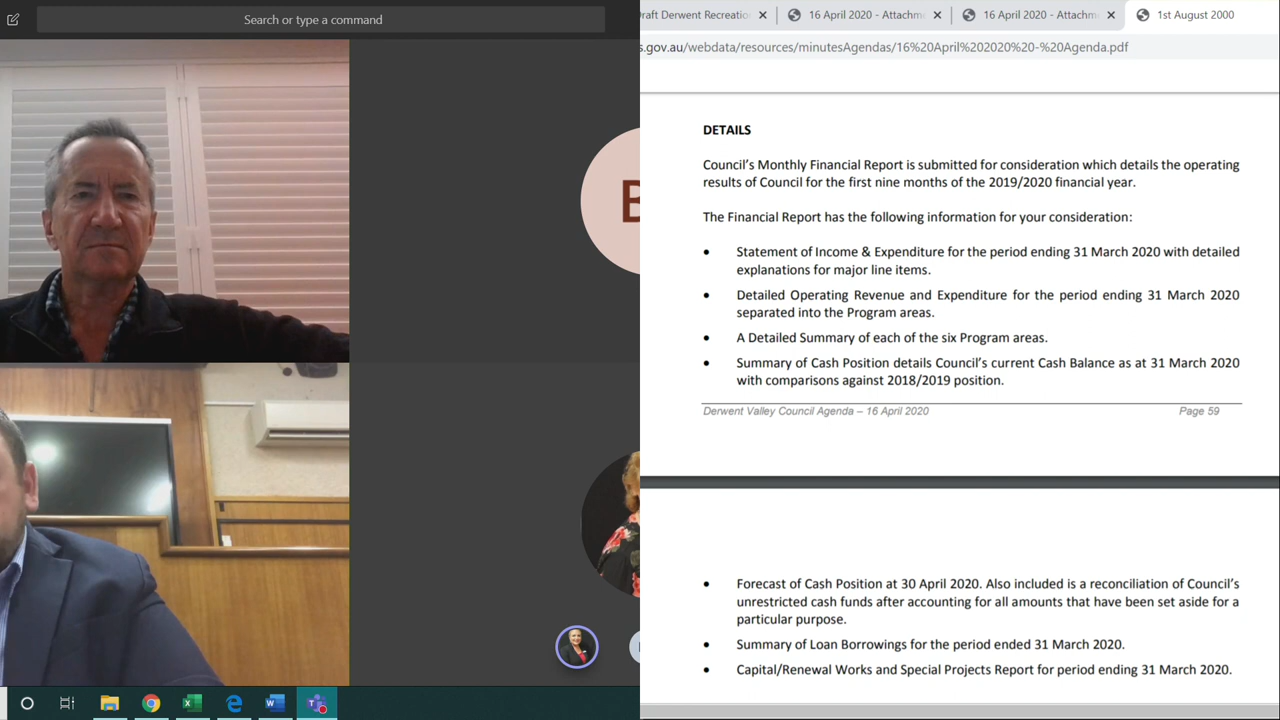 Search or type a command
Draft Derwent Recreatio
16 April 2020 - Attachm
16 April 2020 - Attachm
1st August 2000
s.gov.au/webdata/resources/minutesAgendas/16%20April%202020%20-%20Agenda.pdf
DETAILS
Council's Monthly Financial Report is submitted for consideration which details the operating
results of Council for the first nine months of the 2019/2020 financial year.
The Financial Report has the following information for your consideration:
• Statement of Income & Expenditure for the period ending 31 March 2020 with detailed
explanations for major line items.
• Detailed Operating Revenue and Expenditure for the period ending 31 March 2020
separated into the Program areas.
• A Detailed Summary of each of the six Program areas.
• Summary of Cash Position details Council's current Cash Balance as at 31 March 2020
with comparisons against 2018/2019 position.
Derwent Valley Council Agenda – 16 April 2020 Page 59
• Forecast of Cash Position at 30 April 2020. Also included is a reconciliation of Council's
unrestricted cash funds after accounting for all amounts that have been set aside for a
particular purpose.
• Summary of Loan Borrowings for the period ended 31 March 2020.
• Capital/Renewal Works and Special Projects Report for period ending 31 March 2020.